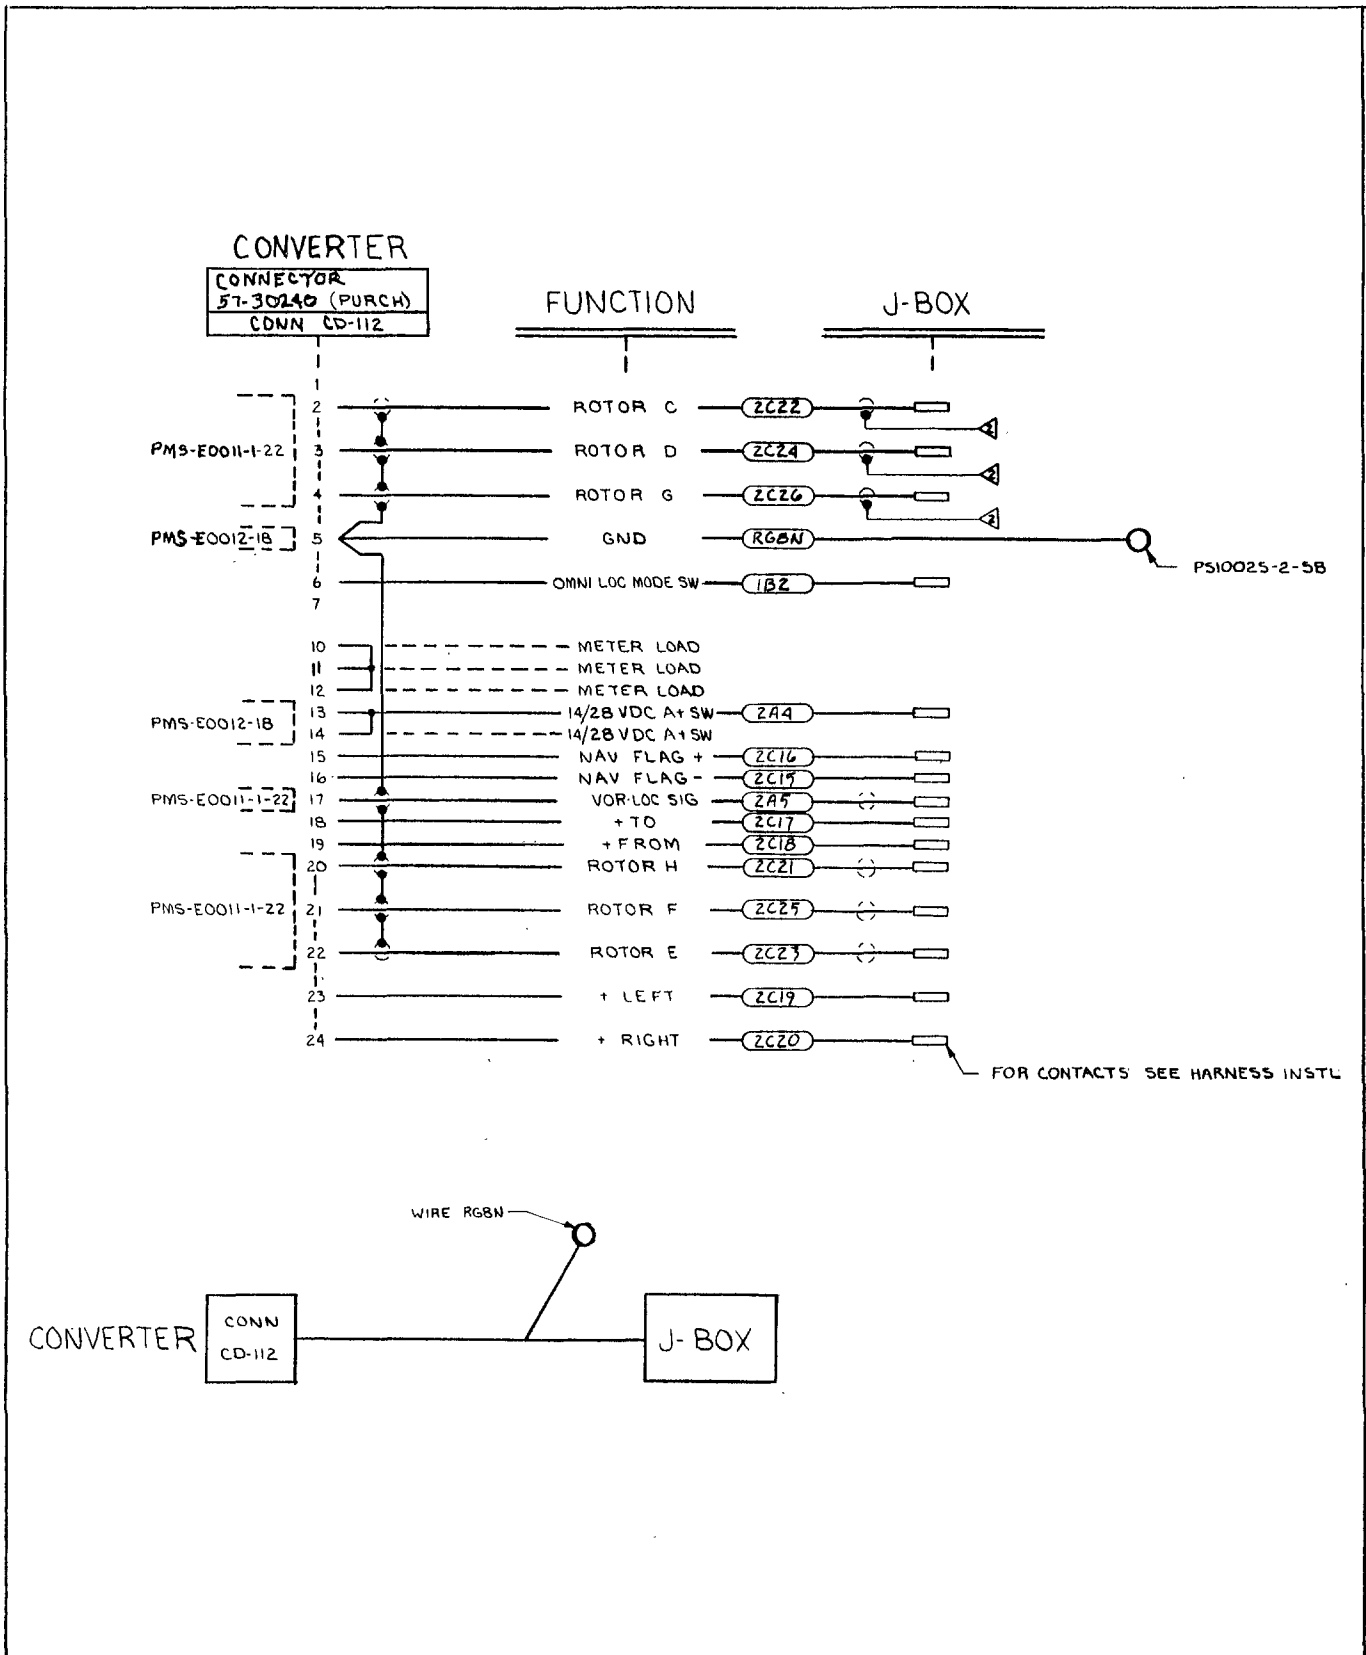 CONVERTER
CONNECTOR
57-30240 (PURCH)
CONN CD-112
FUNCTION
J-BOX
1
2 ROTOR C 2C22
2
PMS-E0011-1-22 3 ROTOR D 2C24
2
4 ROTOR G 2C26
2
PMS-E0012-18 5 GND RG8N
PS10025-2-5B
6 OMNI LOC MODE SW 1B2
7
10 METER LOAD
11 METER LOAD
12 METER LOAD
13 14/28 VDC A+ SW 2A4
PMS-E0012-18
14 14/28 VDC A+ SW
15 NAV FLAG + 2C16
16 NAV FLAG - 2C15
PMS-E0011-1-22 17 VOR-LOC SIG 2A5
18 + TO 2C17
19 + FROM 2C18
20 ROTOR H 2C21
PMS-E0011-1-22 21 ROTOR F 2C25
22 ROTOR E 2C23
23 + LEFT 2C19
24 + RIGHT 2C20
FOR CONTACTS SEE HARNESS INSTL
WIRE RG8N
CONVERTER
CONN
CD-112
J-BOX